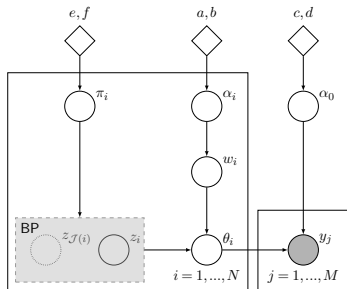 e, f
a, b
c, d
π_i
α_i
α_0
w_i
BP
z_𝒥(i)
z_i
θ_i
y_j
i = 1, ..., N
j = 1, ..., M